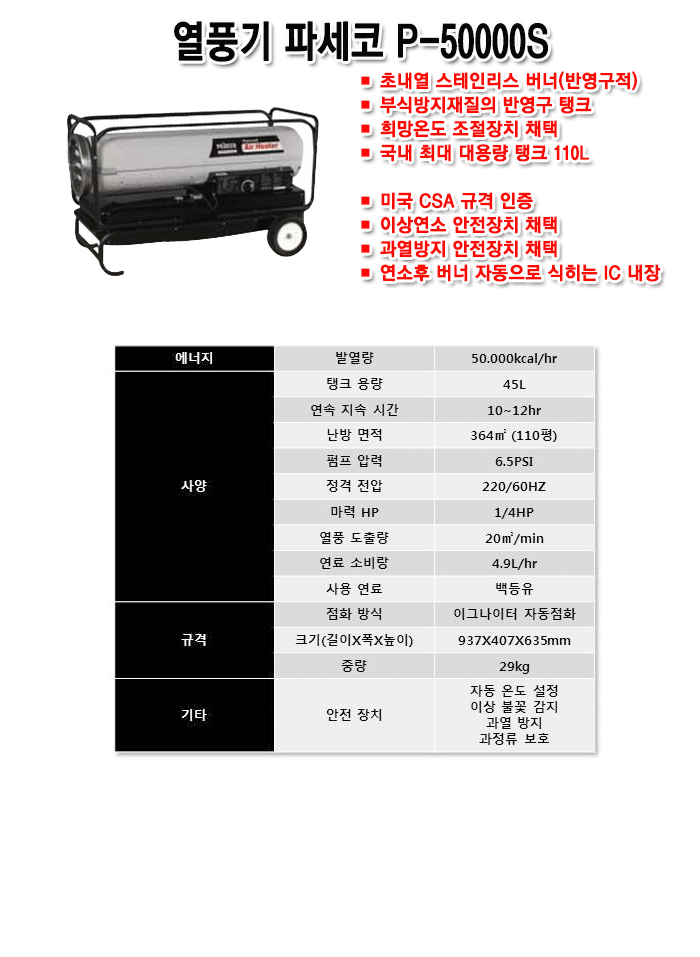 열풍기 파세코 P-50000S
■ 초내열 스테인리스 버너(반영구적)
■ 부식방지재질의 반영구 탱크
■ 희망온도 조절장치 채택
■ 국내 최대 대용량 탱크 110L
■ 미국 CSA 규격 인증
■ 이상연소 안전장치 채택
■ 과열방지 안전장치 채택
■ 연소후 버너 자동으로 식히는 IC 내장
Air Heater
에너지 발열량 50.000kcal/hr
탱크 용량 45L
연속 지속 시간 10~12hr
난방 면적 364㎡ (110평)
펌프 압력 6.5PSI
사양 정격 전압 220/60HZ
마력 HP 1/4HP
열풍 도출량 20㎥/min
연료 소비랑 4.9L/hr
사용 연료 백등유
점화 방식 이그나이터 자동점화
규격 크기(길이X폭X높이) 937X407X635mm
중량 29kg
기타 안전 장치 자동 온도 설정
이상 불꽃 감지
과열 방지
과정류 보호